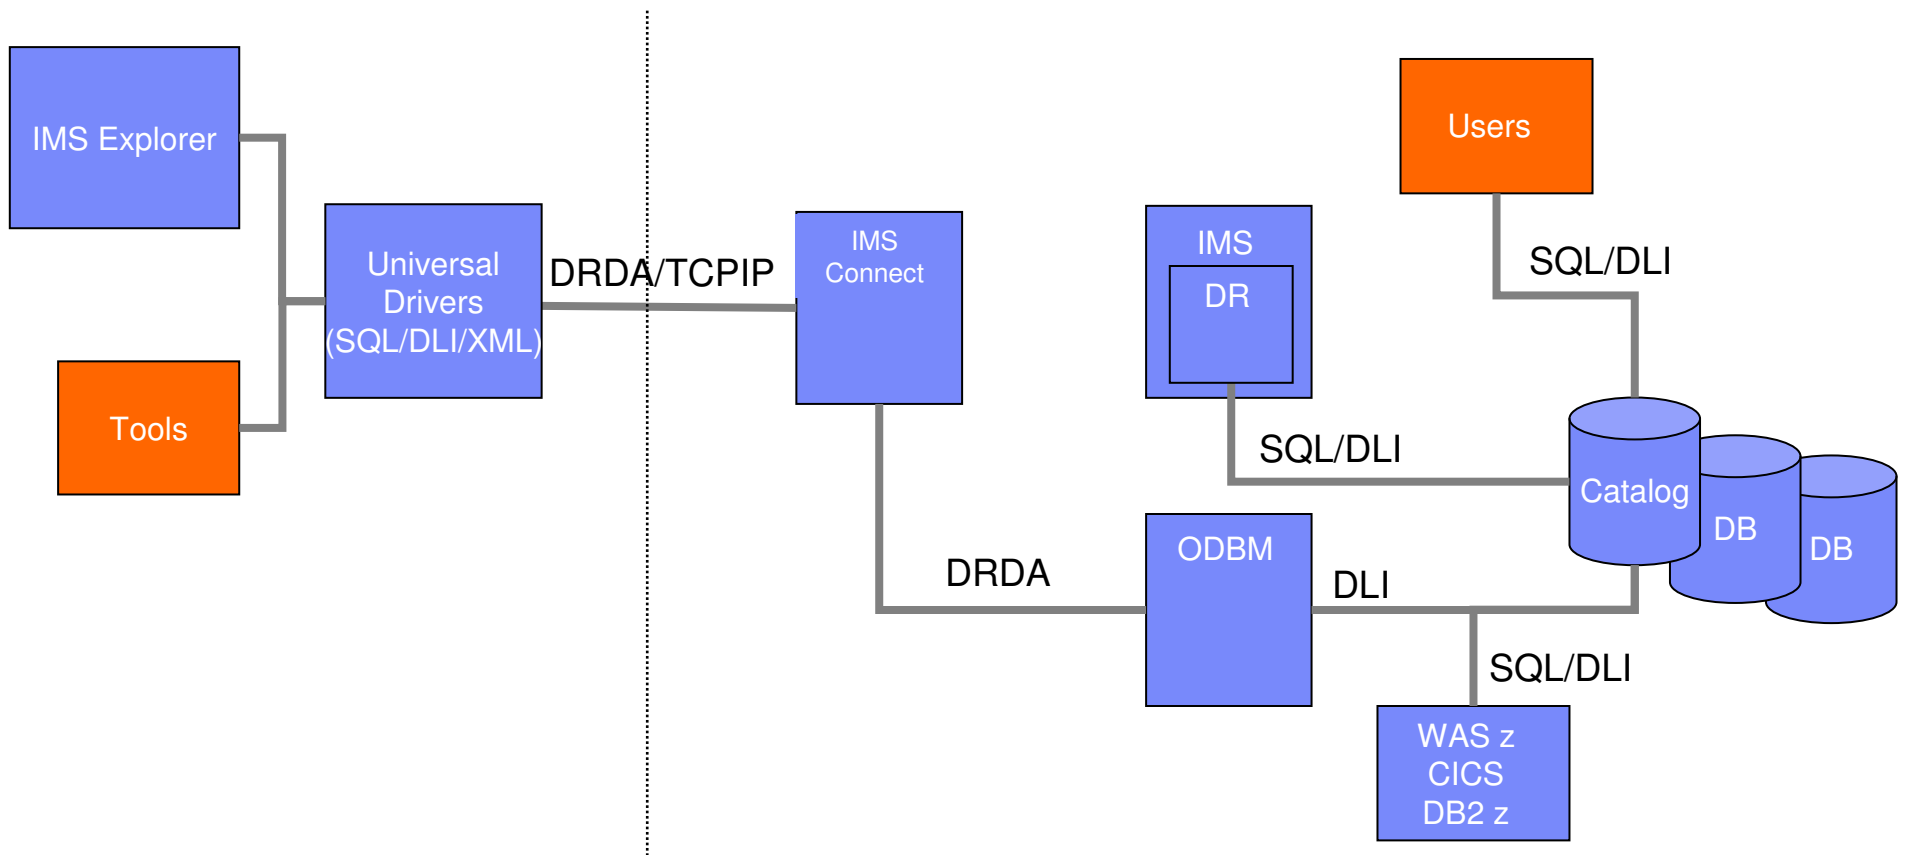 IMS Explorer
Tools
Universal
Drivers
(SQL/DLI/XML)
DRDA/TCPIP
IMS
Connect
DRDA
IMS
DR
SQL/DLI
ODBM
DLI
Users
SQL/DLI
Catalog
DB
DB
SQL/DLI
WAS z
CICS
DB2 z